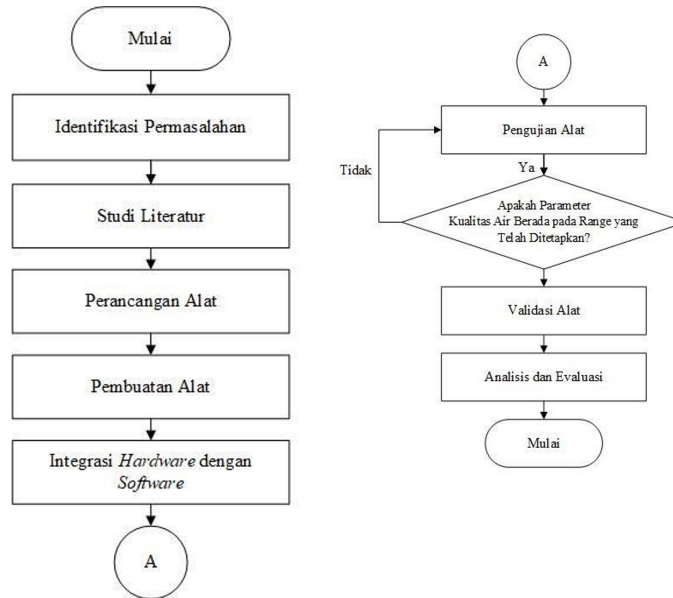 Mulai
Identifikasi Permasalahan
Studi Literatur
Perancangan Alat
Pembuatan Alat
Integrasi Hardware dengan
Software
A
A
Pengujian Alat
Tidak
Ya
Apakah Parameter
Kualitas Air Berada pada Range yang
Telah Ditetapkan?
Validasi Alat
Analisis dan Evaluasi
Mulai